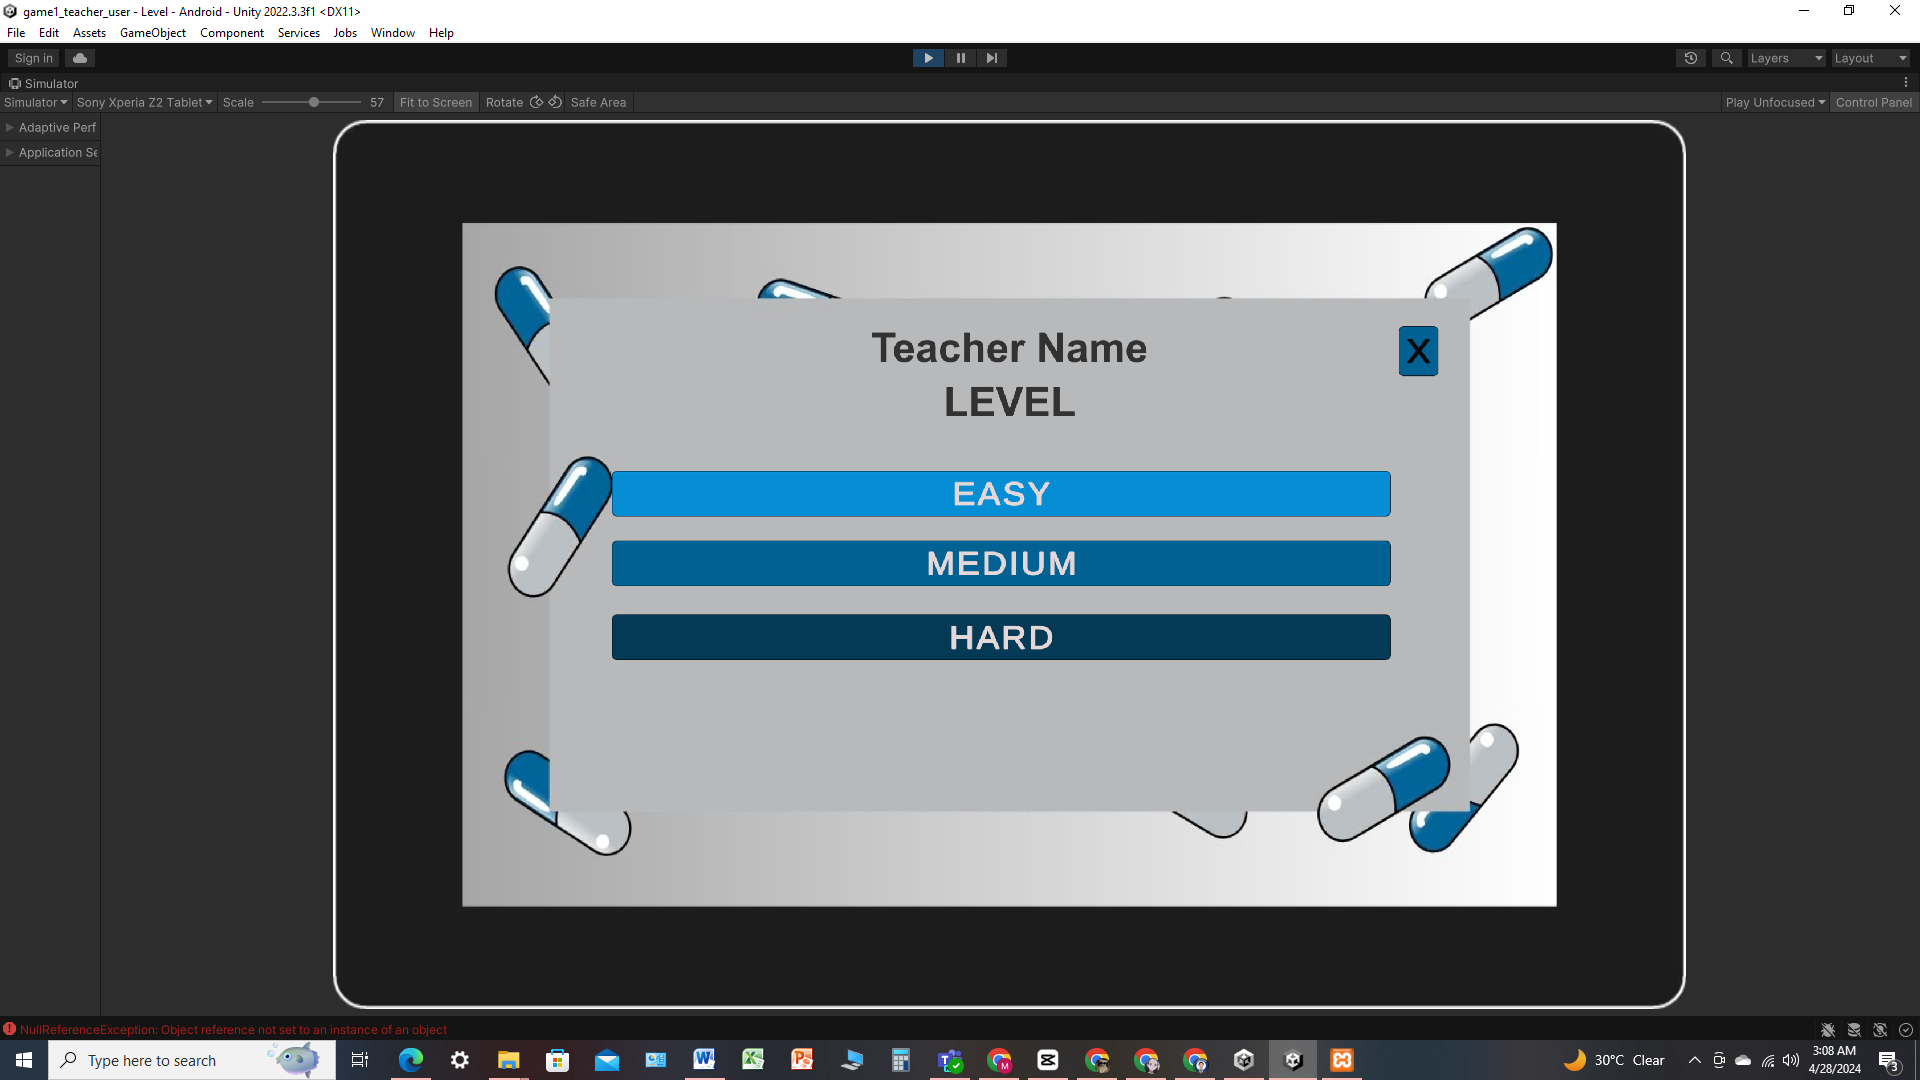 game1_teacher_user - Level - Android - Unity 2022.3.3f1 <DX11>
File Edit Assets GameObject Component Services Jobs Window Help
Sign in
Layers
Layout
Simulator
Simulator Sony Xperia Z2 Tablet Scale 57 Fit to Screen Rotate Safe Area Play Unfocused Control Panel
Adaptive Perf
Application Se
Teacher Name
X
LEVEL
EASY
MEDIUM
HARD
NullReferenceException: Object reference not set to an instance of an object
Type here to search
30°C Clear
3:08 AM
4/28/2024
3